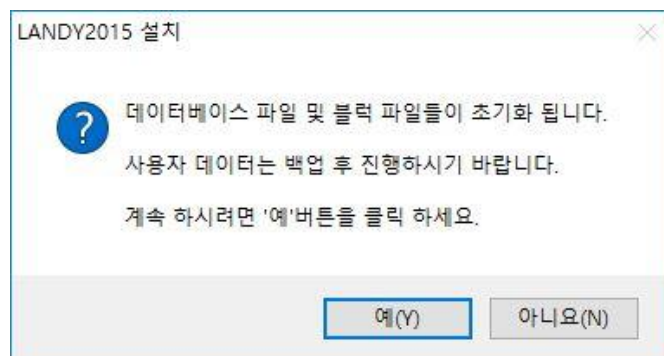 LANDY2015 설치
데이터베이스 파일 및 블럭 파일들이 초기화 됩니다.
사용자 데이터는 백업 후 진행하시기 바랍니다.
계속 하시려면 '예'버튼을 클릭 하세요.
예(Y)
아니요(N)